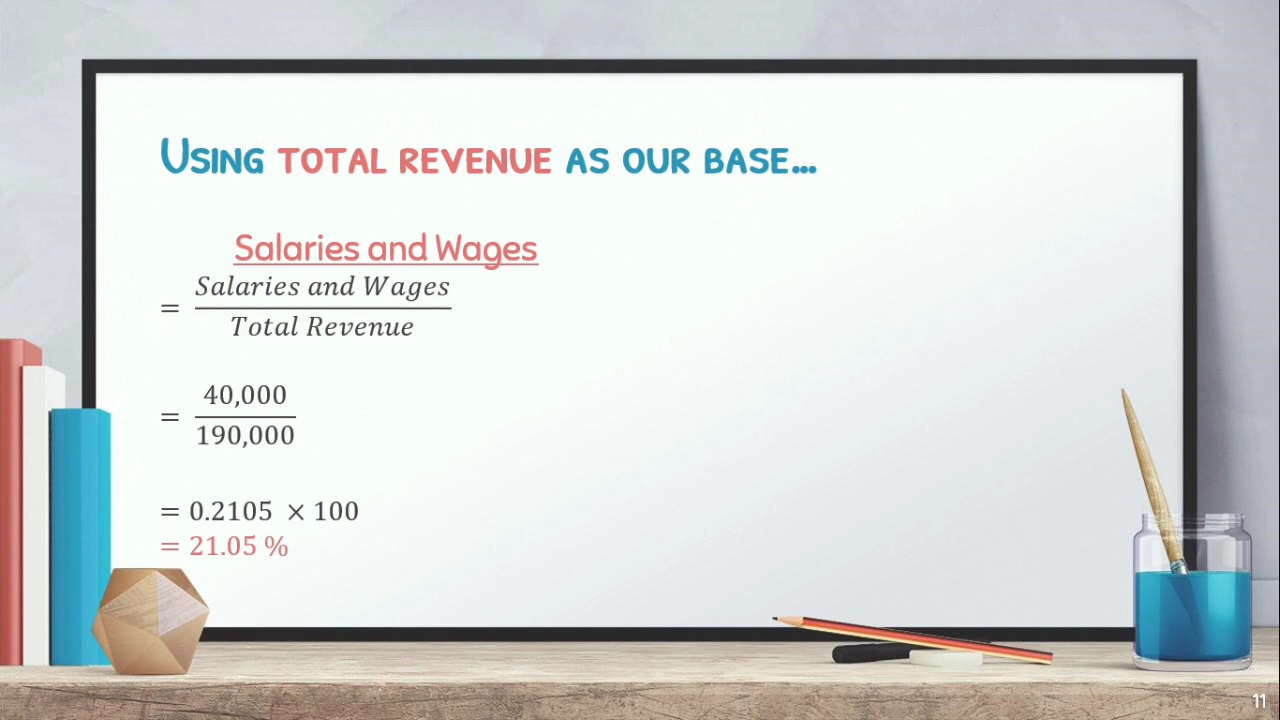 Using total revenue as our base...
Salaries and Wages
= Salaries and Wages / Total Revenue
= 40,000 / 190,000
= 0.2105 × 100
= 21.05 %
11